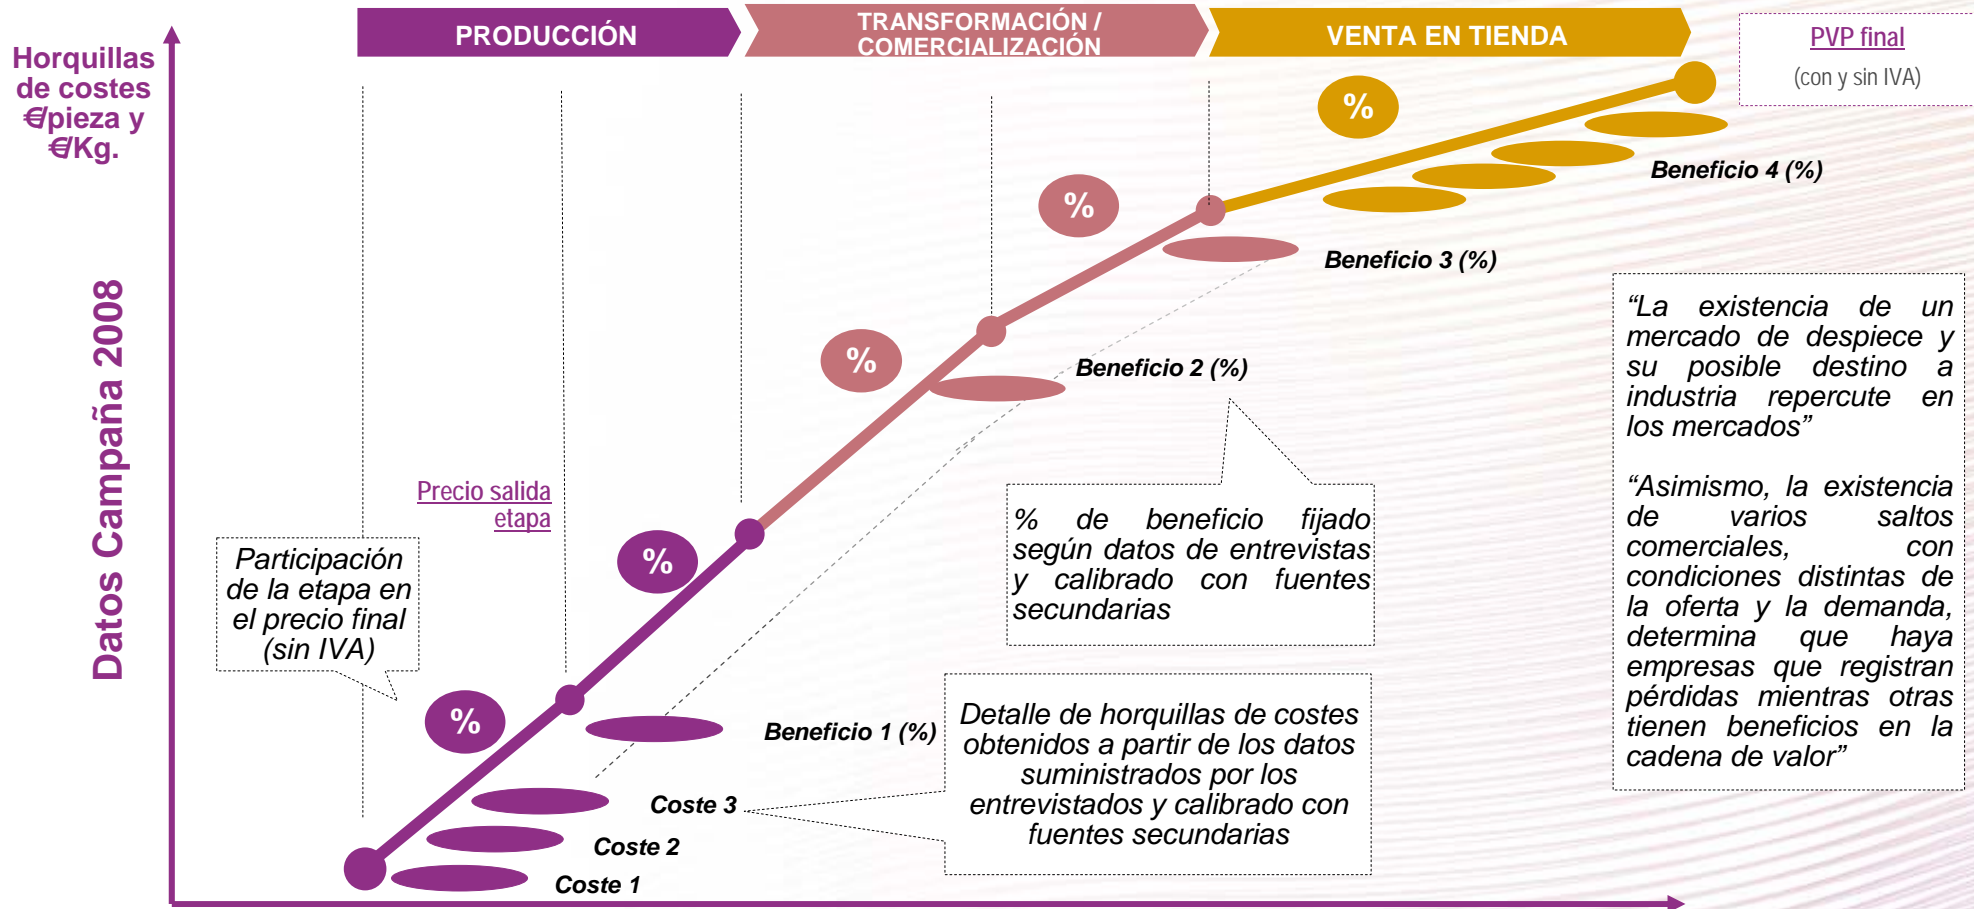 PRODUCCIÓN
TRANSFORMACIÓN /
COMERCIALIZACIÓN
VENTA EN TIENDA
PVP final
(con y sin IVA)
Horquillas
de costes
€/pieza y
€/Kg.
Datos Campaña 2008
%
%
%
%
%
Beneficio 4 (%)
Beneficio 3 (%)
Beneficio 2 (%)
Beneficio 1 (%)
Coste 3
Coste 2
Coste 1
Precio salida
etapa
Participación
de la etapa en
el precio final
(sin IVA)
% de beneficio fijado
según datos de entrevistas
y calibrado con fuentes
secundarias
Detalle de horquillas de costes
obtenidos a partir de los datos
suministrados por los
entrevistados y calibrado con
fuentes secundarias
“La existencia de un
mercado de despiece y
su posible destino a
industria repercute en
los mercados”
“Asimismo, la existencia
de varios saltos
comerciales, con
condiciones distintas de
la oferta y la demanda,
determina que haya
empresas que registran
pérdidas mientras otras
tienen beneficios en la
cadena de valor”